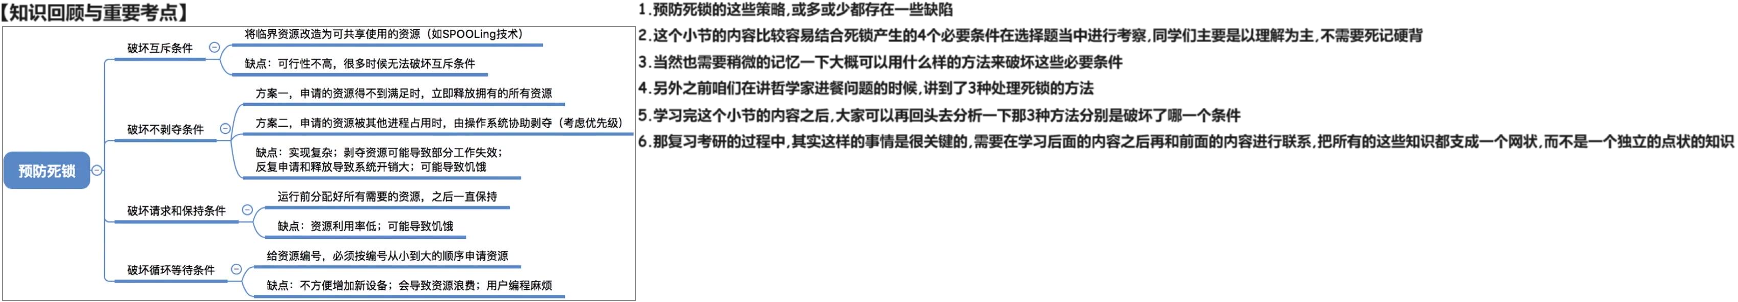 【知识回顾与重要考点】
预防死锁
破坏互斥条件
将临界资源改造为可共享使用的资源（如SPOOLing技术）
缺点：可行性不高，很多时候无法破坏互斥条件
破坏不剥夺条件
方案一，申请的资源得不到满足时，立即释放拥有的所有资源
方案二，申请的资源被其他进程占用时，由操作系统协助剥夺（考虑优先级）
缺点：实现复杂；剥夺资源可能导致部分工作失效；
反复申请和释放导致系统开销大；可能导致饥饿
破坏请求和保持条件
运行前分配好所有需要的资源，之后一直保持
缺点：资源利用率低；可能导致饥饿
破坏循环等待条件
给资源编号，必须按编号从小到大的顺序申请资源
缺点：不方便增加新设备；会导致资源浪费；用户编程麻烦
1.预防死锁的这些策略,或多或少都存在一些缺陷
2.这个小节的内容比较容易结合死锁产生的4个必要条件在选择题当中进行考察,同学们主要是以理解为主,不需要死记硬背
3.当然也需要稍微的记忆一下大概可以用什么样的方法来破坏这些必要条件
4.另外之前咱们在讲哲学家进餐问题的时候,讲到了3种处理死锁的方法
5.学习完这个小节的内容之后,大家可以再回头去分析一下那3种方法分别是破坏了哪一个条件
6.那复习考研的过程中,其实这样的事情是很关键的,需要在学习后面的内容之后再和前面的内容进行联系,把所有的这些知识都支成一个网状,而不是一个独立的点状的知识